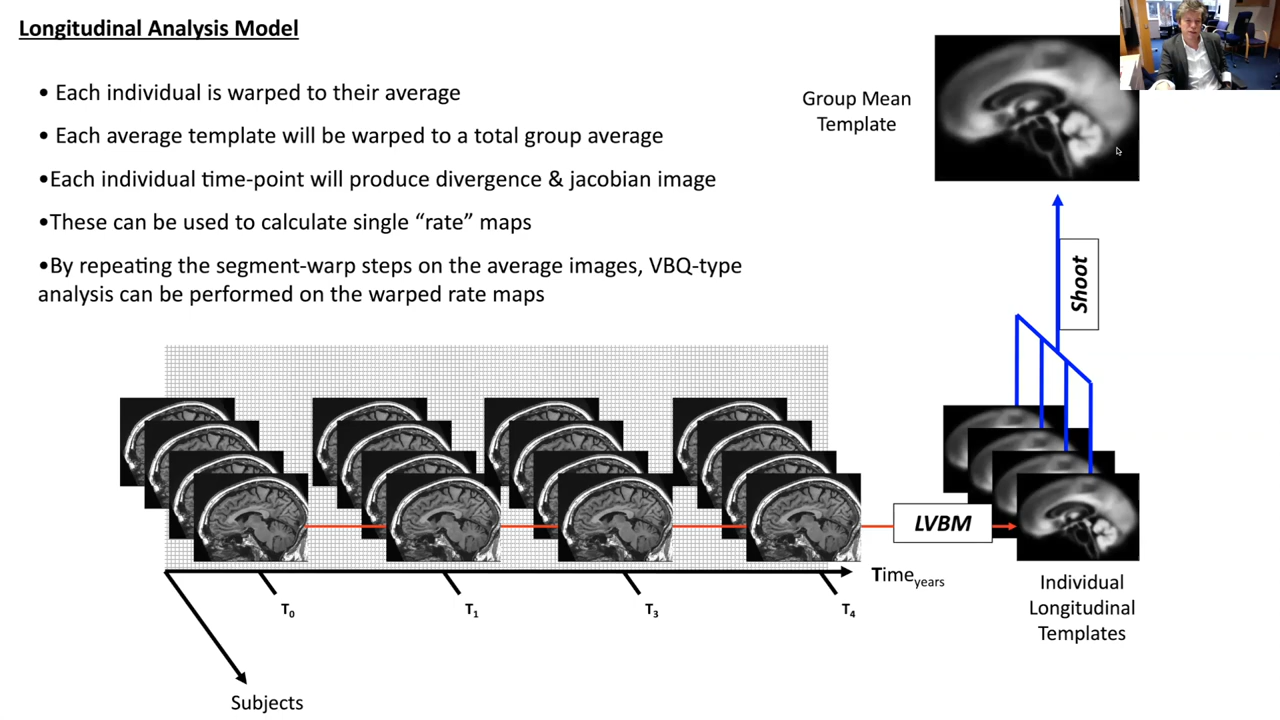 Longitudinal Analysis Model
• Each individual is warped to their average
• Each average template will be warped to a total group average
•Each individual time-point will produce divergence & jacobian image
•These can be used to calculate single “rate” maps
•By repeating the segment-warp steps on the average images, VBQ-type
analysis can be performed on the warped rate maps
Group Mean
Template
Shoot
LVBM
Timeyears
T0
T1
T3
T4
Individual
Longitudinal
Templates
Subjects